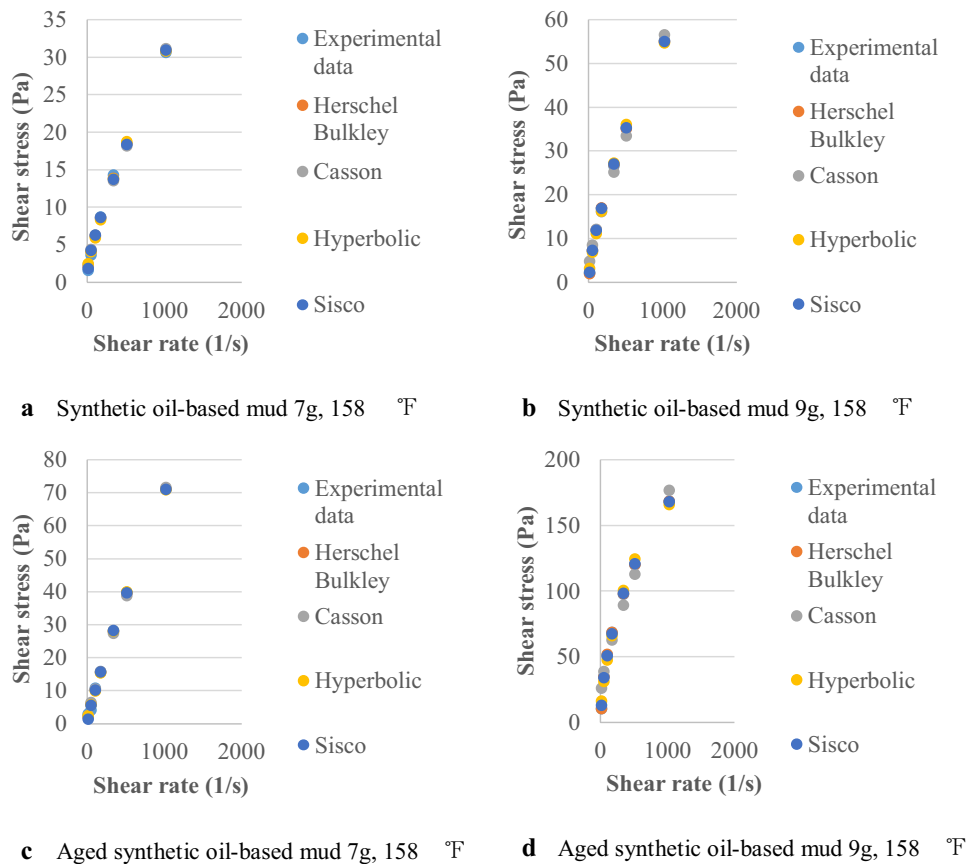 35
30
25
20
15
10
5
0
0 1000 2000
Shear stress (Pa)
Shear rate (1/s)
Experimental
data
Herschel
Bulkley
Casson
Hyperbolic
Sisco
a Synthetic oil-based mud 7g, 158 ℉
60
50
40
30
20
10
0
0 1000 2000
Shear stress (Pa)
Shear rate (1/s)
Experimental
data
Herschel
Bulkley
Casson
Hyperbolic
Sisco
b Synthetic oil-based mud 9g, 158 ℉
80
70
60
50
40
30
20
10
0
0 1000 2000
Shear stress (Pa)
Shear rate (1/s)
Experimental
data
Herschel
Bulkley
Casson
Hyperbolic
Sisco
c Aged synthetic oil-based mud 7g, 158 ℉
200
150
100
50
0
0 1000 2000
Shear stress (Pa)
Shear rate (1/s)
Experimental
data
Herschel
Bulkley
Casson
Hyperbolic
Sisco
d Aged synthetic oil-based mud 9g, 158 ℉